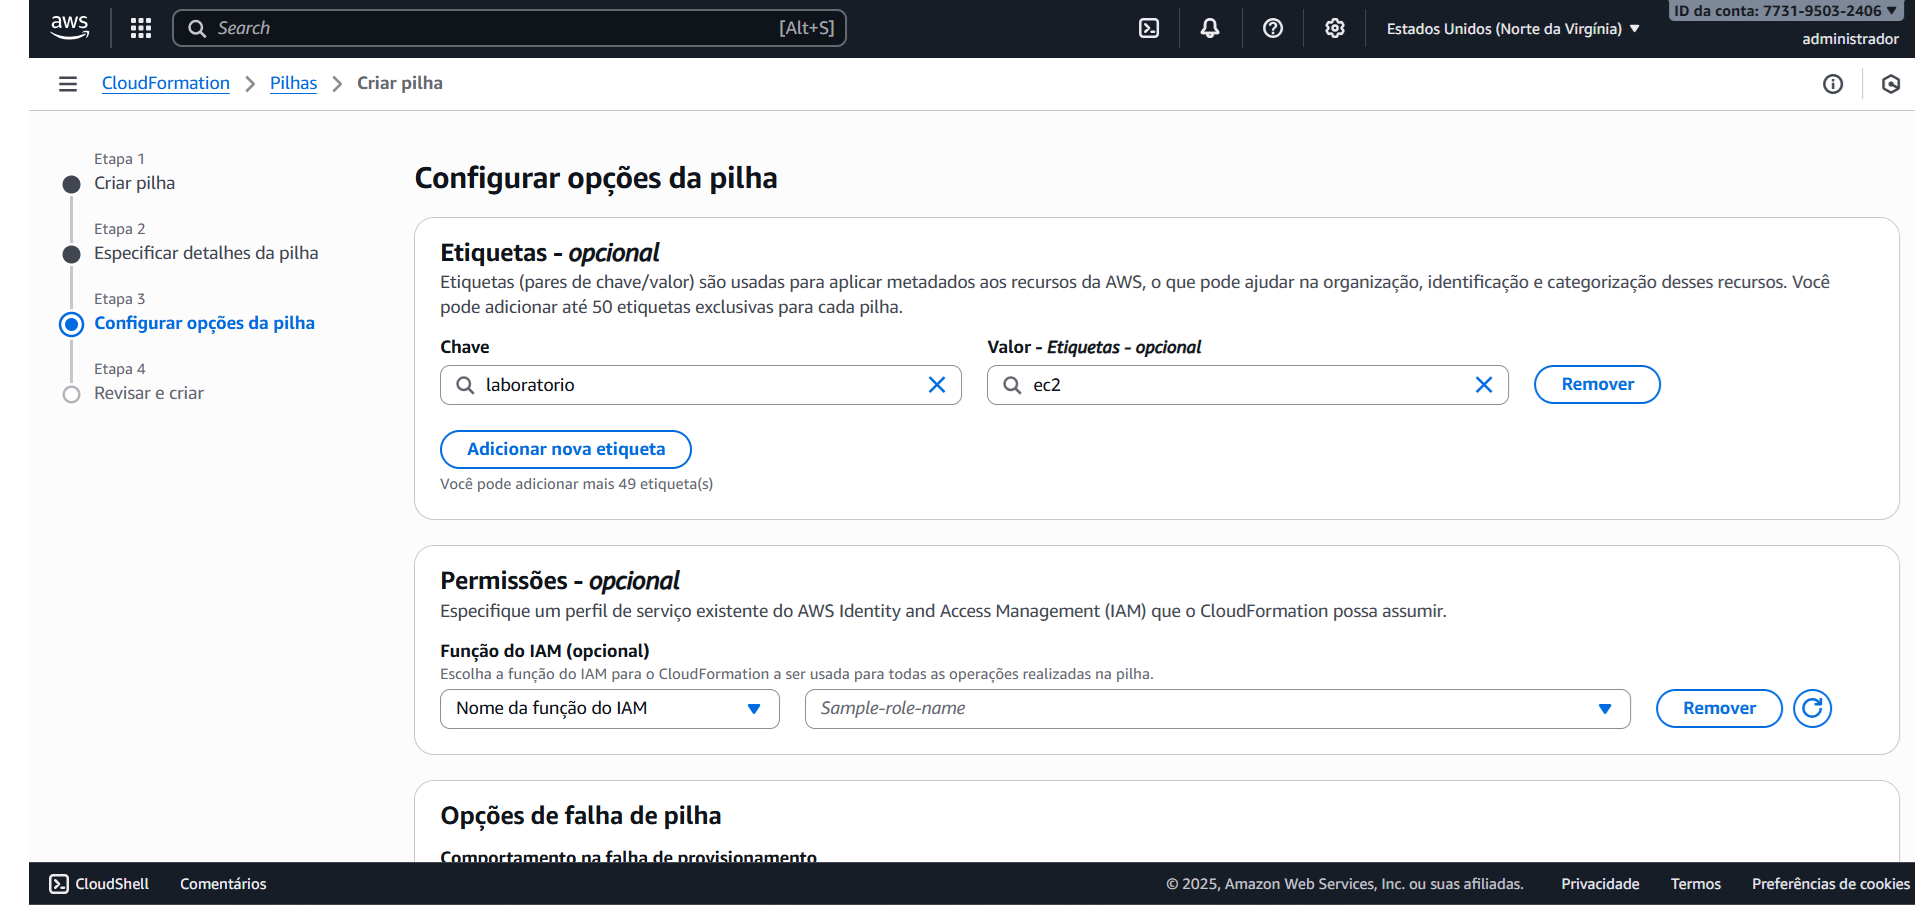 aws
Search [Alt+S]
Estados Unidos (Norte da Virgínia)
ID da conta: 7731-9503-2406
administrador
CloudFormation
Pilhas
Criar pilha
Etapa 1
Criar pilha
Etapa 2
Especificar detalhes da pilha
Etapa 3
Configurar opções da pilha
Etapa 4
Revisar e criar
Configurar opções da pilha
Etiquetas - opcional
Etiquetas (pares de chave/valor) são usadas para aplicar metadados aos recursos da AWS, o que pode ajudar na organização, identificação e categorização desses recursos. Você
pode adicionar até 50 etiquetas exclusivas para cada pilha.
Chave
Valor - Etiquetas - opcional
laboratorio
ec2
Remover
Adicionar nova etiqueta
Você pode adicionar mais 49 etiqueta(s)
Permissões - opcional
Especifique um perfil de serviço existente do AWS Identity and Access Management (IAM) que o CloudFormation possa assumir.
Função do IAM (opcional)
Escolha a função do IAM para o CloudFormation a ser usada para todas as operações realizadas na pilha.
Nome da função do IAM
Sample-role-name
Remover
Opções de falha de pilha
Comportamento na falha de provisionamento
CloudShell
Comentários
© 2025, Amazon Web Services, Inc. ou suas afiliadas.
Privacidade
Termos
Preferências de cookies